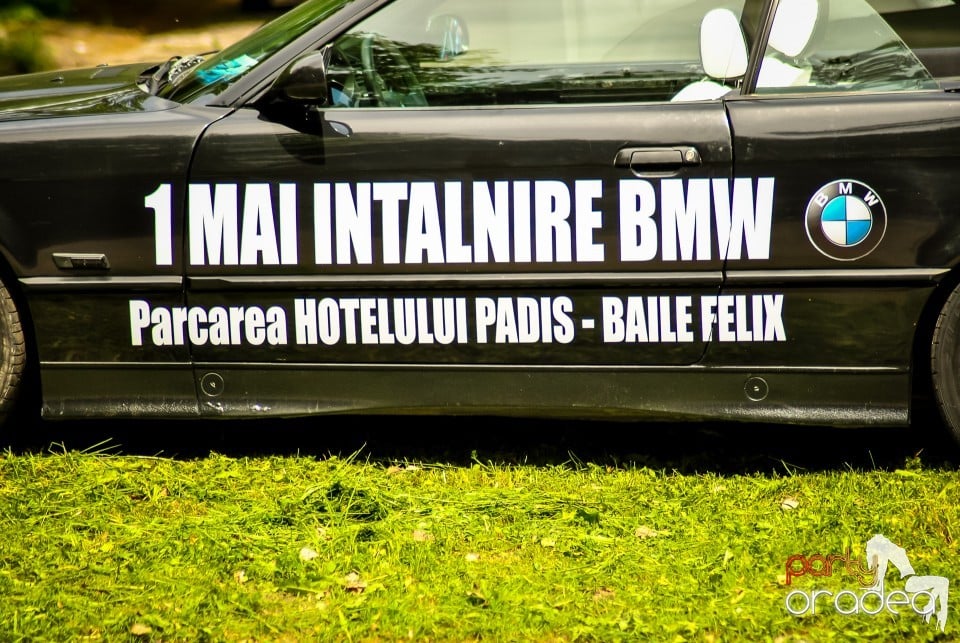 1 MAI INTALNIRE BMW
BMW
Parcarea HOTELULUI PADIS - BAILE FELIX
party
oradea